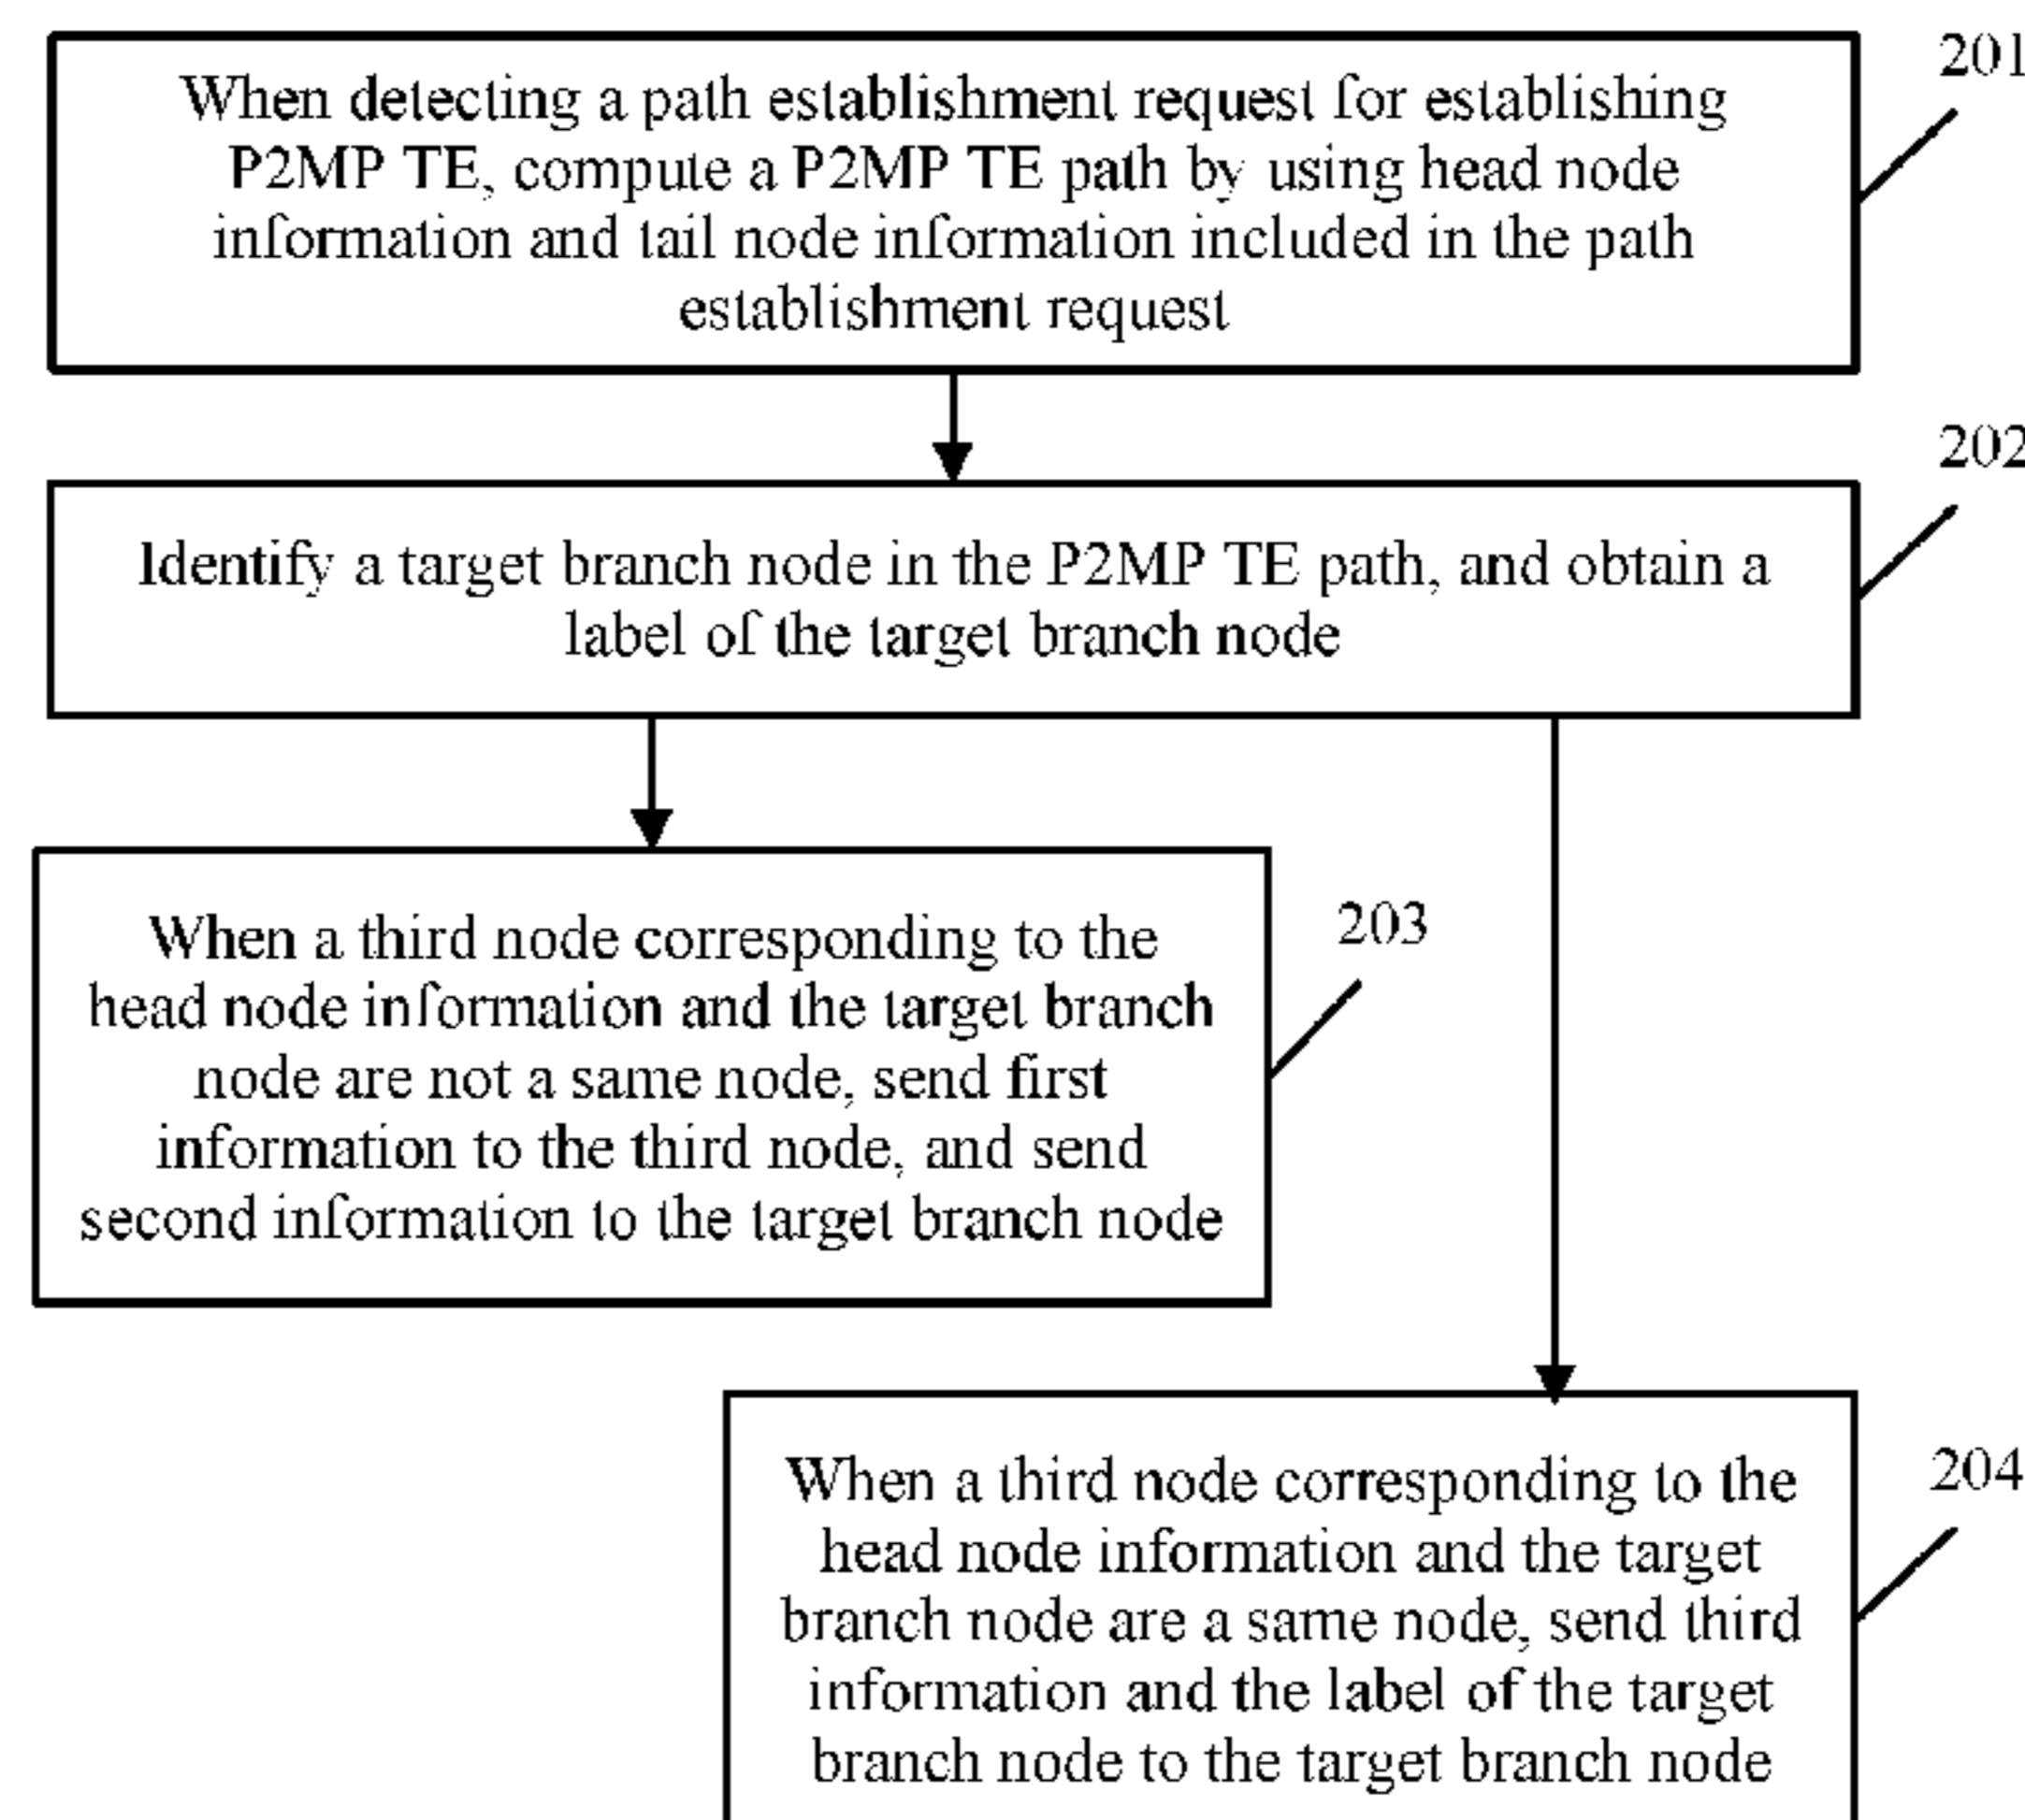 201
When detecting a path establishment request for establishing
P2MP TE, compute a P2MP TE path by using head node
information and tail node information included in the path
establishment request
202
Identify a target branch node in the P2MP TE path, and obtain a
label of the target branch node
203
When a third node corresponding to the
head node information and the target branch
node are not a same node, send first
information to the third node, and send
second information to the target branch node
204
When a third node corresponding to the
head node information and the target
branch node are a same node, send third
information and the label of the target
branch node to the target branch node